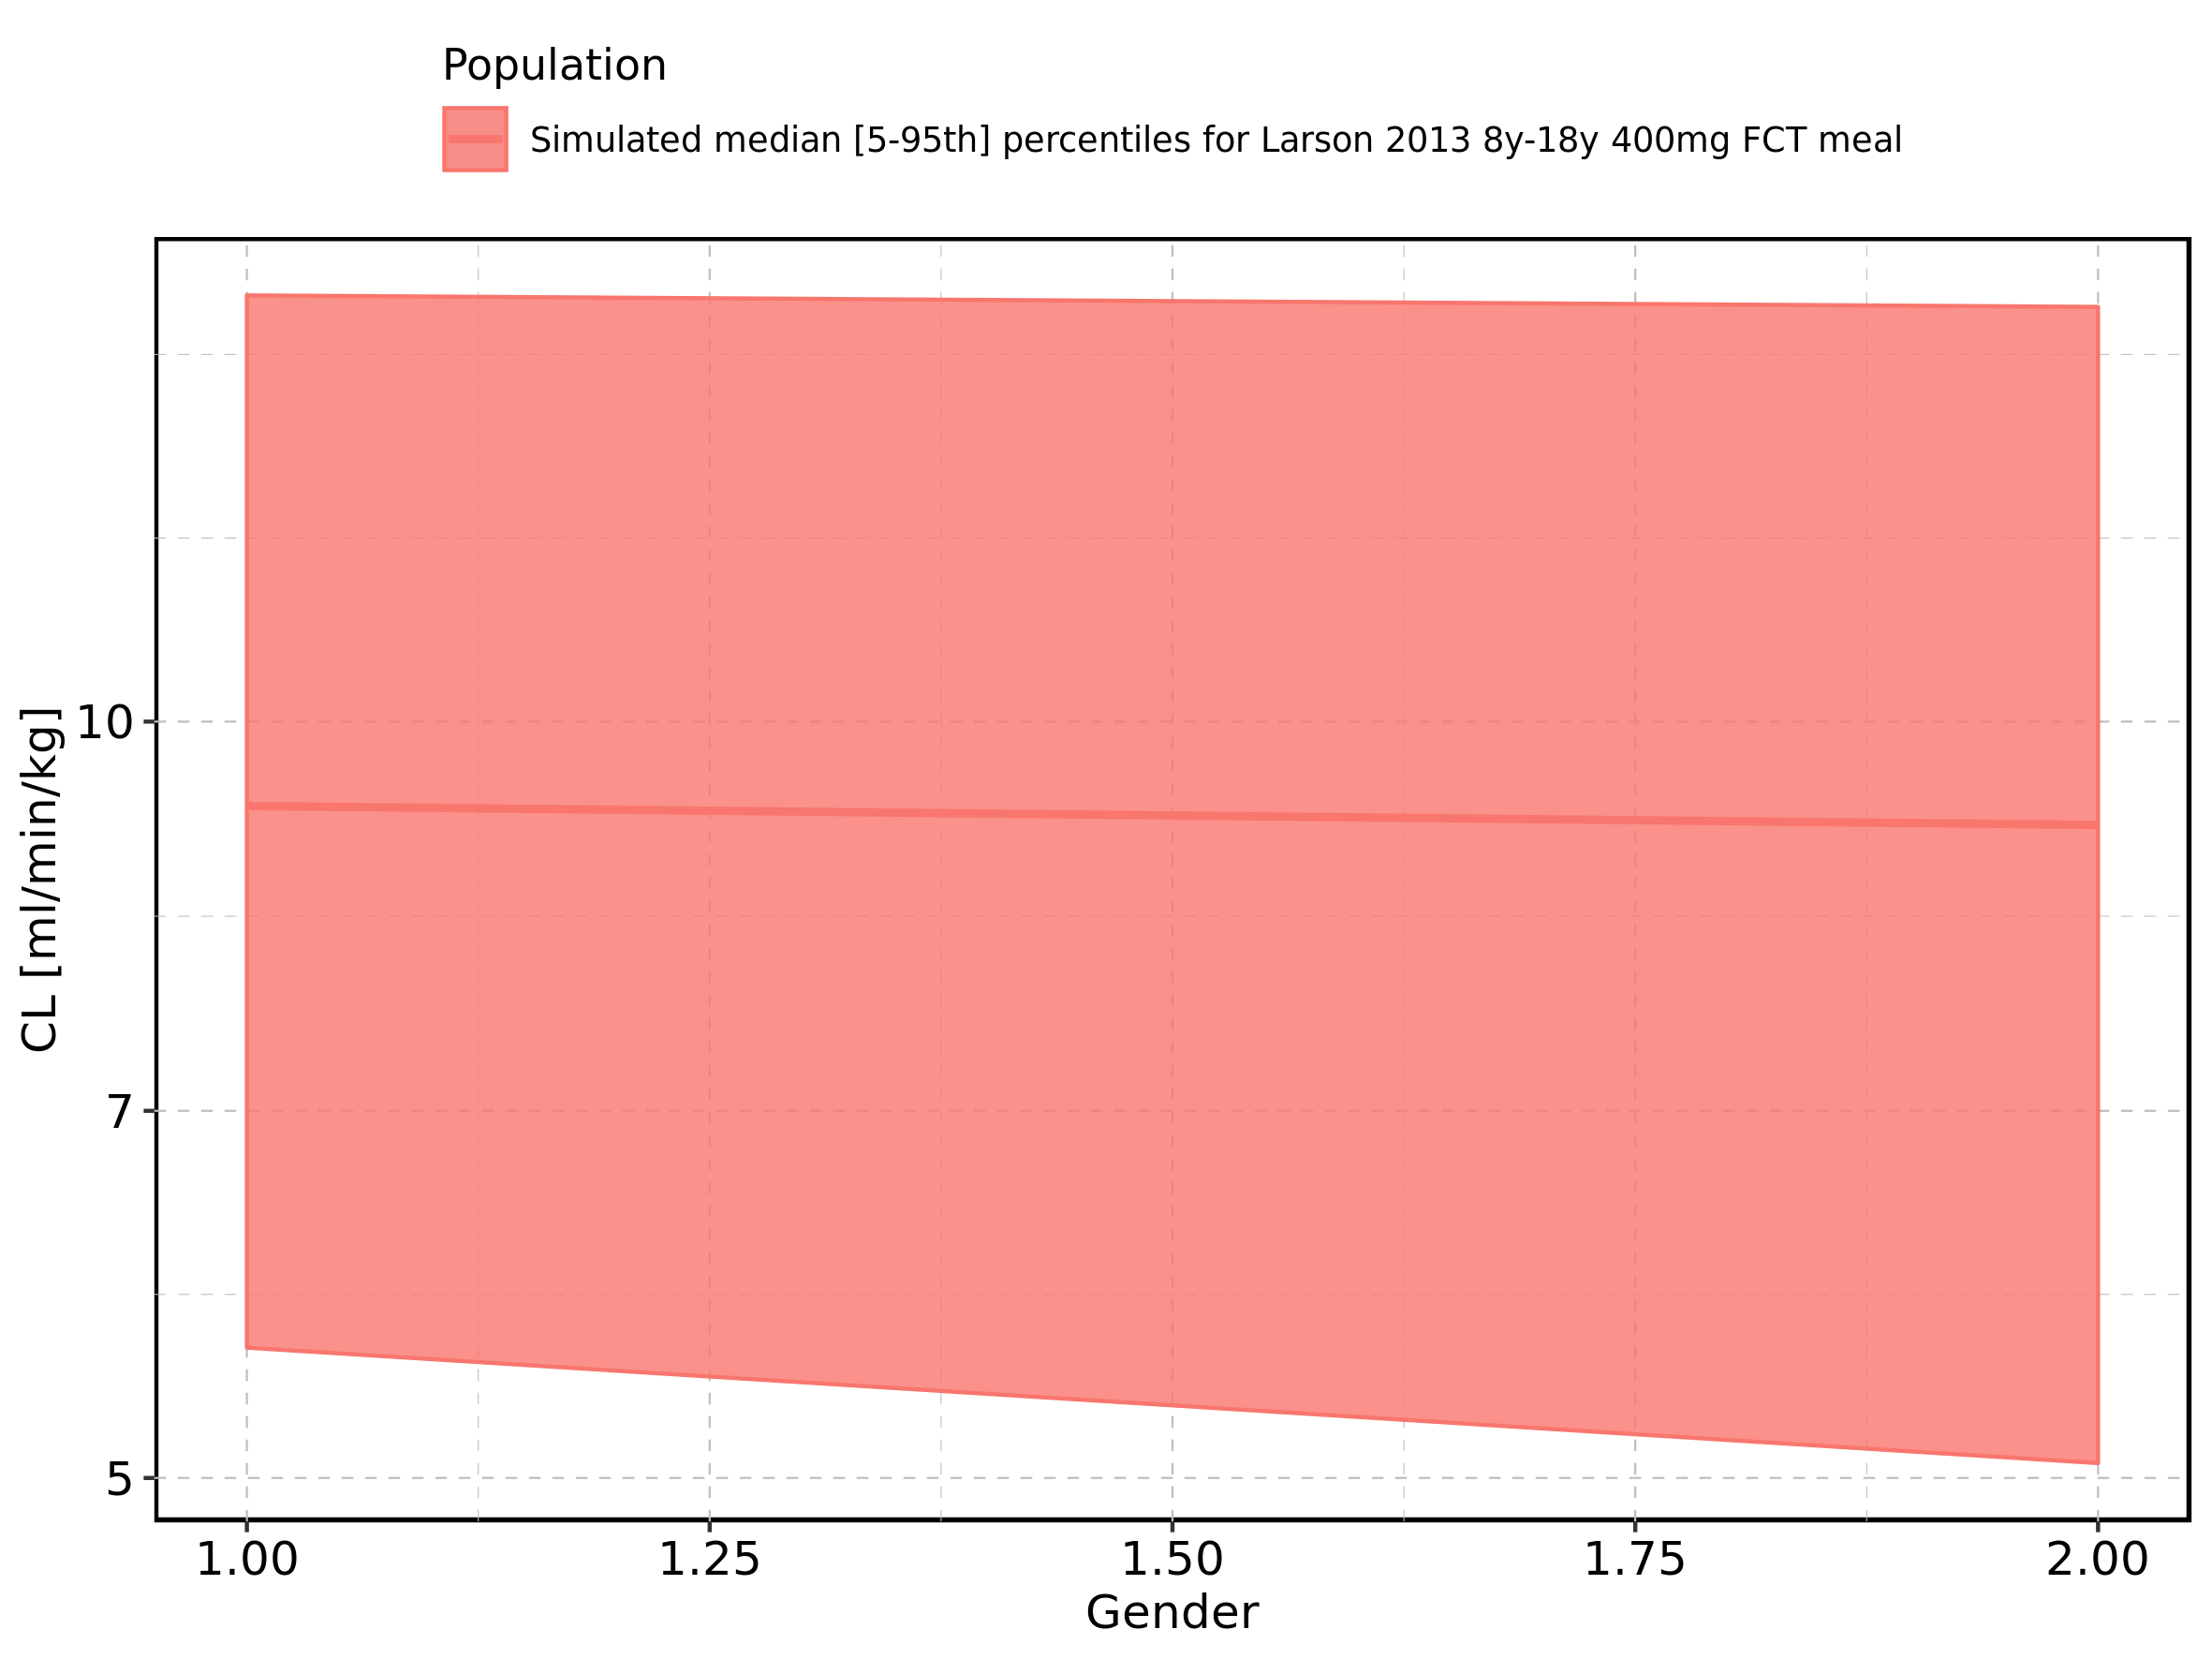 Population
Simulated median [5-95th] percentiles for Larson 2013 8y-18y 400mg FCT meal
CL [ml/min/kg]
10
7
5
1.00 1.25 1.50 1.75 2.00
Gender